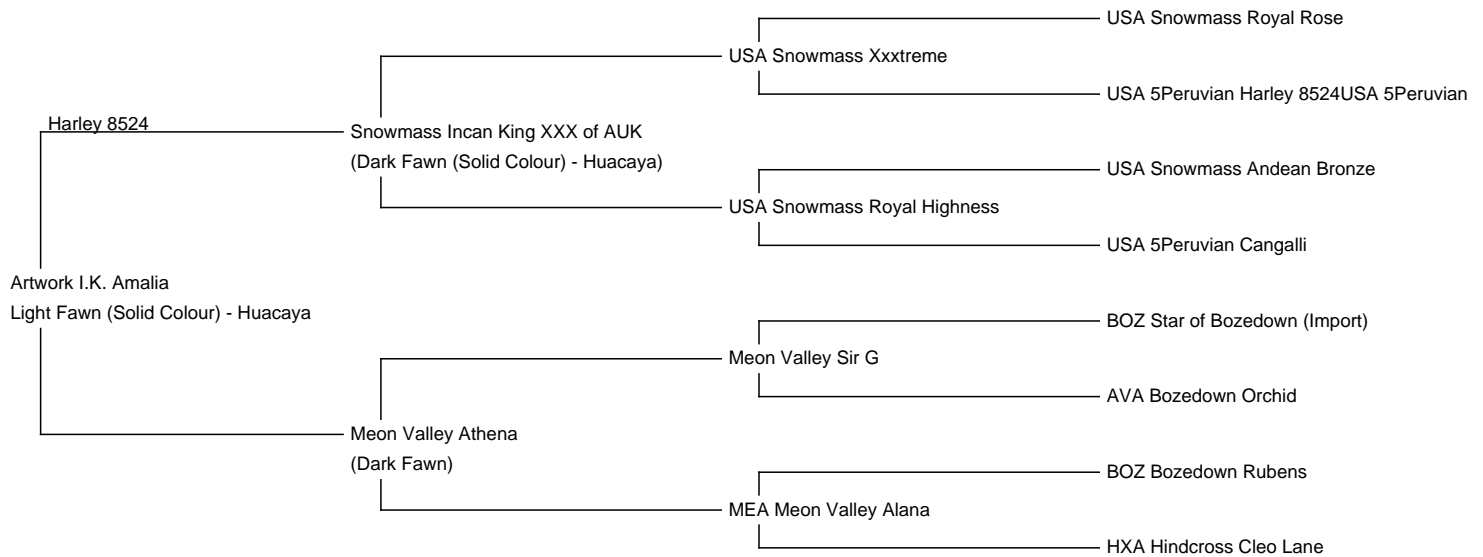 USA Snowmass Royal Rose
USA Snowmass Xxxtreme
USA 5Peruvian Harley 8524USA 5Peruvian
Harley 8524
Snowmass Incan King XXX of AUK
(Dark Fawn (Solid Colour) - Huacaya)
USA Snowmass Andean Bronze
USA Snowmass Royal Highness
USA 5Peruvian Cangalli
Artwork I.K. Amalia
Light Fawn (Solid Colour) - Huacaya
BOZ Star of Bozedown (Import)
Meon Valley Sir G
AVA Bozedown Orchid
Meon Valley Athena
(Dark Fawn)
BOZ Bozedown Rubens
MEA Meon Valley Alana
HXA Hindcross Cleo Lane